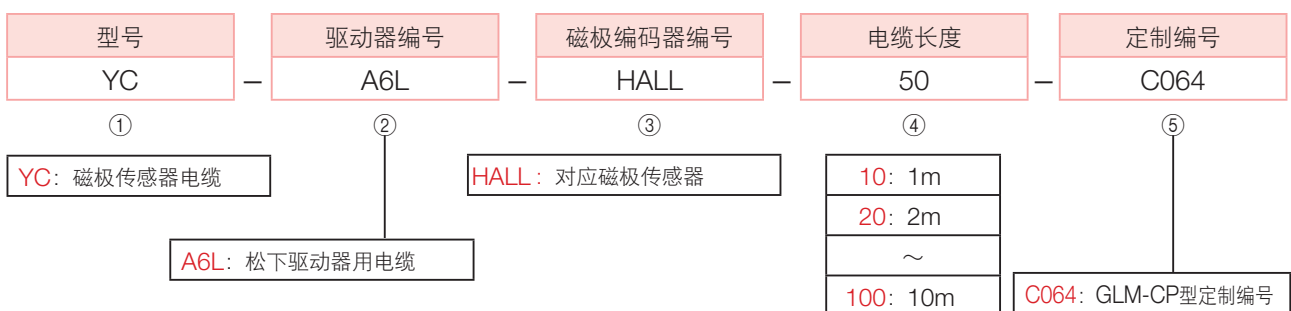 型号 驱动器编号 磁极编码器编号 电缆长度 定制编号
YC － A6L － HALL － 50 － C064
① ② ③ ④ ⑤
YC：磁极传感器电缆
HALL：对应磁极传感器
10：1m
20：2m
～
100：10m
A6L：松下驱动器用电缆
C064：GLM-CP型定制编号